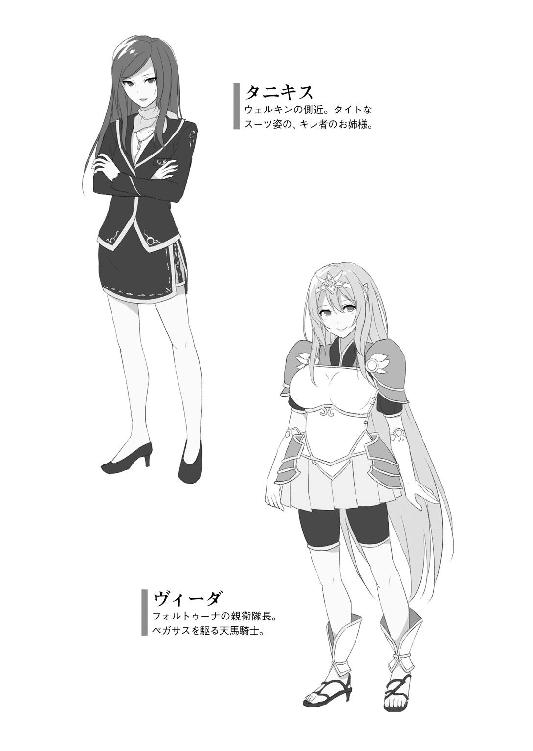 タニキス
ウェルキンの側近。タイトな
スーツ姿の、キレ者のお姉様。
ヴィーダ
フォルトゥーナの親衛隊長。
ペガサスを駆る天馬騎士。